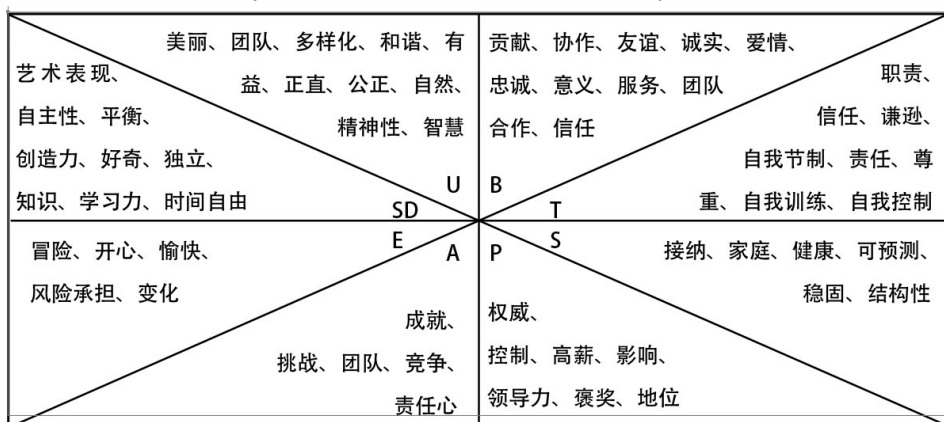 美丽、团队、多样化、和谐、有
益、正直、公正、自然、
精神性、智慧
U
艺术表现、
自主性、平衡、
创造力、好奇、独立、
知识、学习力、时间自由
SD
贡献、协作、友谊、诚实、爱情、
忠诚、意义、服务、团队
合作、信任
B
职责、
信任、谦逊、
自我节制、责任、尊
重、自我训练、自我控制
T
E
冒险、开心、愉快、
风险承担、变化
A
成就、
挑战、团队、竞争、
责任心
P
权威、
控制、高薪、影响、
领导力、褒奖、地位
S
接纳、家庭、健康、可预测、
稳固、结构性